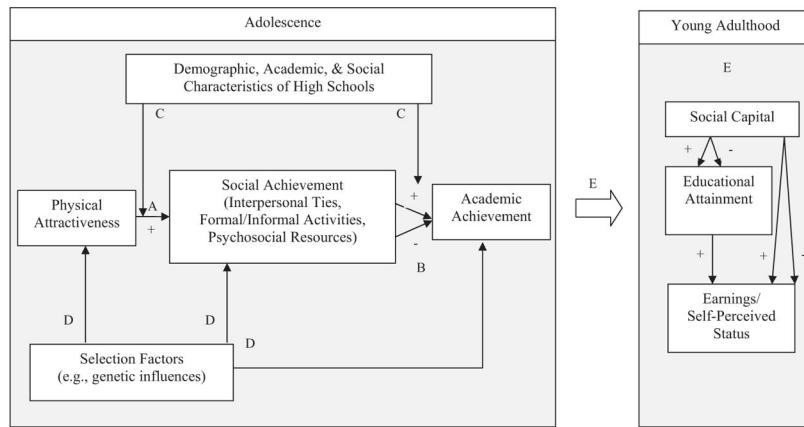 Adolescence
Demographic, Academic, & Social
Characteristics of High Schools
C
C
Physical
Attractiveness
A
+
Social Achievement
(Interpersonal Ties,
Formal/Informal Activities,
Psychosocial Resources)
+
-
B
Academic
Achievement
D
D
D
Selection Factors
(e.g., genetic influences)
E
Young Adulthood
E
Social Capital
+
-
Educational
Attainment
+
+
-
Earnings/
Self-Perceived
Status